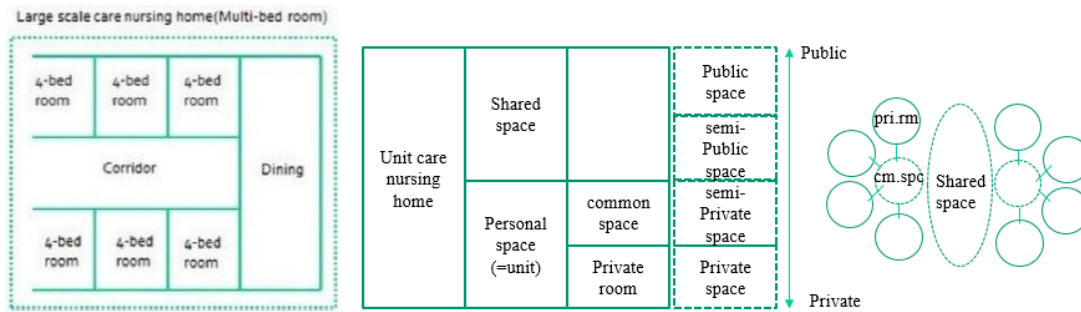 Large scale care nursing home(Multi-bed room)
4-bed
room
4-bed
room
4-bed
room
Corridor
Dining
4-bed
room
4-bed
room
4-bed
room
Unit care
nursing
home
Shared
space
Personal
space
(=unit)
common
space
Private
room
Public
space
semi-
Public
space
semi-
Private
space
Private
space
Public
Private
pri.rm
cm.spc
Shared
space